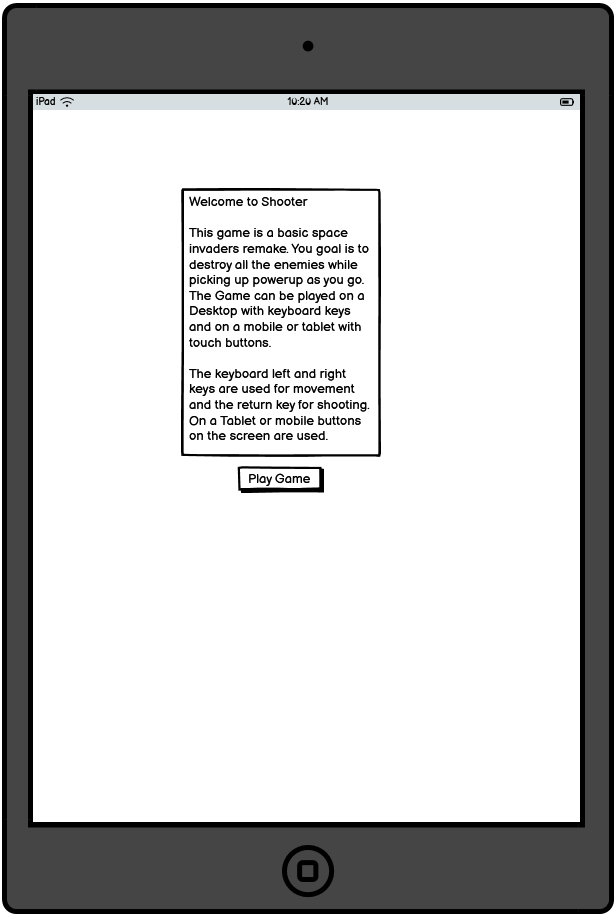 iPad 10:20 AM
Welcome to Shooter
This game is a basic space
invaders remake. You goal is to
destroy all the enemies while
picking up powerup as you go.
The Game can be played on a
Desktop with keyboard keys
and on a mobile or tablet with
touch buttons.
The keyboard left and right
keys are used for movement
and the return key for shooting.
On a Tablet or mobile buttons
on the screen are used.
Play Game